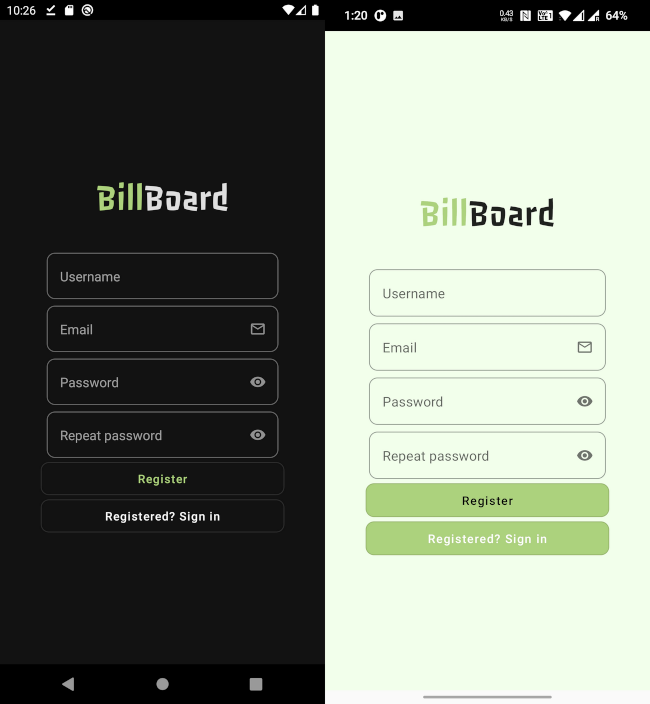 10:26
BillBoard
Username
Email
Password
Repeat password
Register
Registered? Sign in
1:20
0.43
KB/S
64%
BillBoard
Username
Email
Password
Repeat password
Register
Registered? Sign in